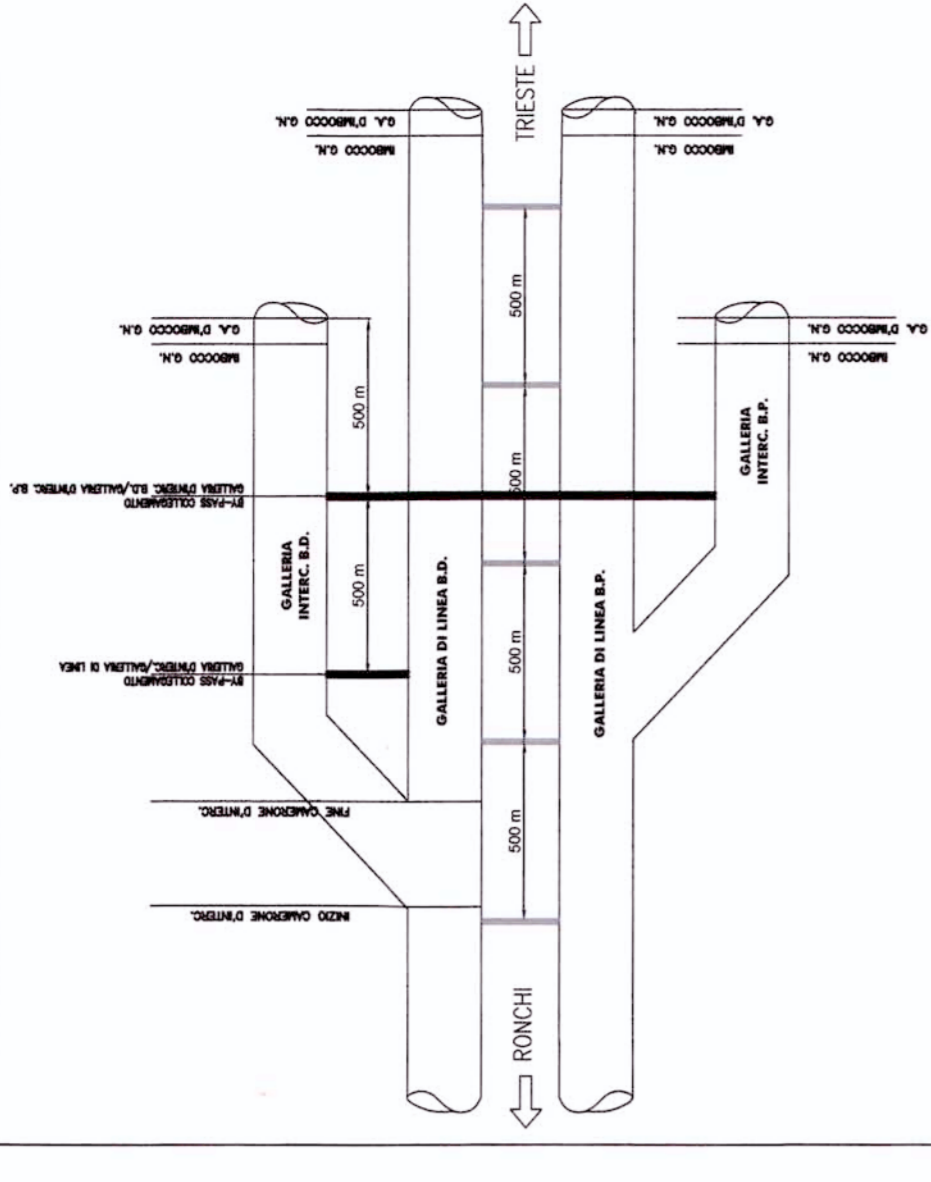 TRIESTE
G.A. D'IMBOCCO G.N.
IMBOCCO G.N.
G.A. D'IMBOCCO G.N.
IMBOCCO G.N.
500 m
G.A. D'IMBOCCO G.N.
IMBOCCO G.N.
G.A. D'IMBOCCO G.N.
IMBOCCO G.N.
500 m
500 m
GALLERIA
INTERC. B.P.
BY-PASS COLLEGAMENTO
GALLERIA D'INTERC. B.D./GALLERIA D'INTERC. B.P.
GALLERIA
INTERC. B.D.
500 m
GALLERIA DI LINEA B.D.
500 m
GALLERIA DI LINEA B.P.
BY-PASS COLLEGAMENTO
GALLERIA D'INTERC./GALLERIA DI LINEA
FINE CAMERONE D'INTERC.
500 m
INIZIO CAMERONE D'INTERC.
RONCHI